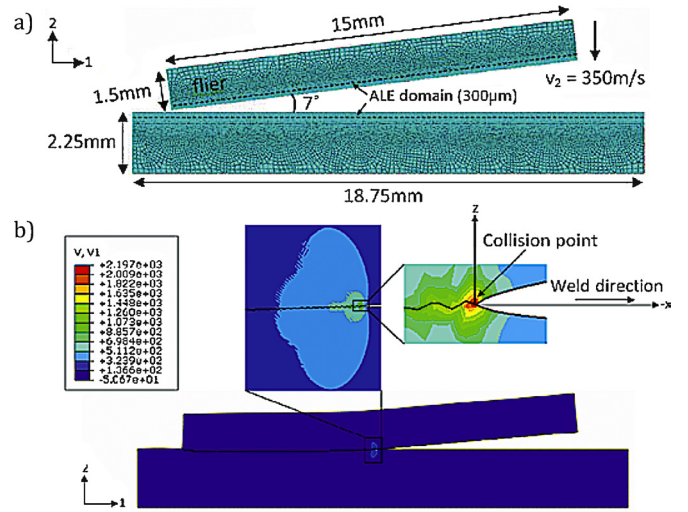 a)
2
1
15mm
1.5mm
flier
7°
ALE domain (300µm)
v₂ = 350m/s
2.25mm
18.75mm
b)
V, V1
+2.197e+03
+2.009e+03
+1.822e+03
+1.635e+03
+1.448e+03
+1.260e+03
+1.073e+03
+8.857e+02
+6.984e+02
+5.112e+02
+3.239e+02
+1.366e+02
-5.067e+01
z
Collision point
Weld direction
-x
2
1